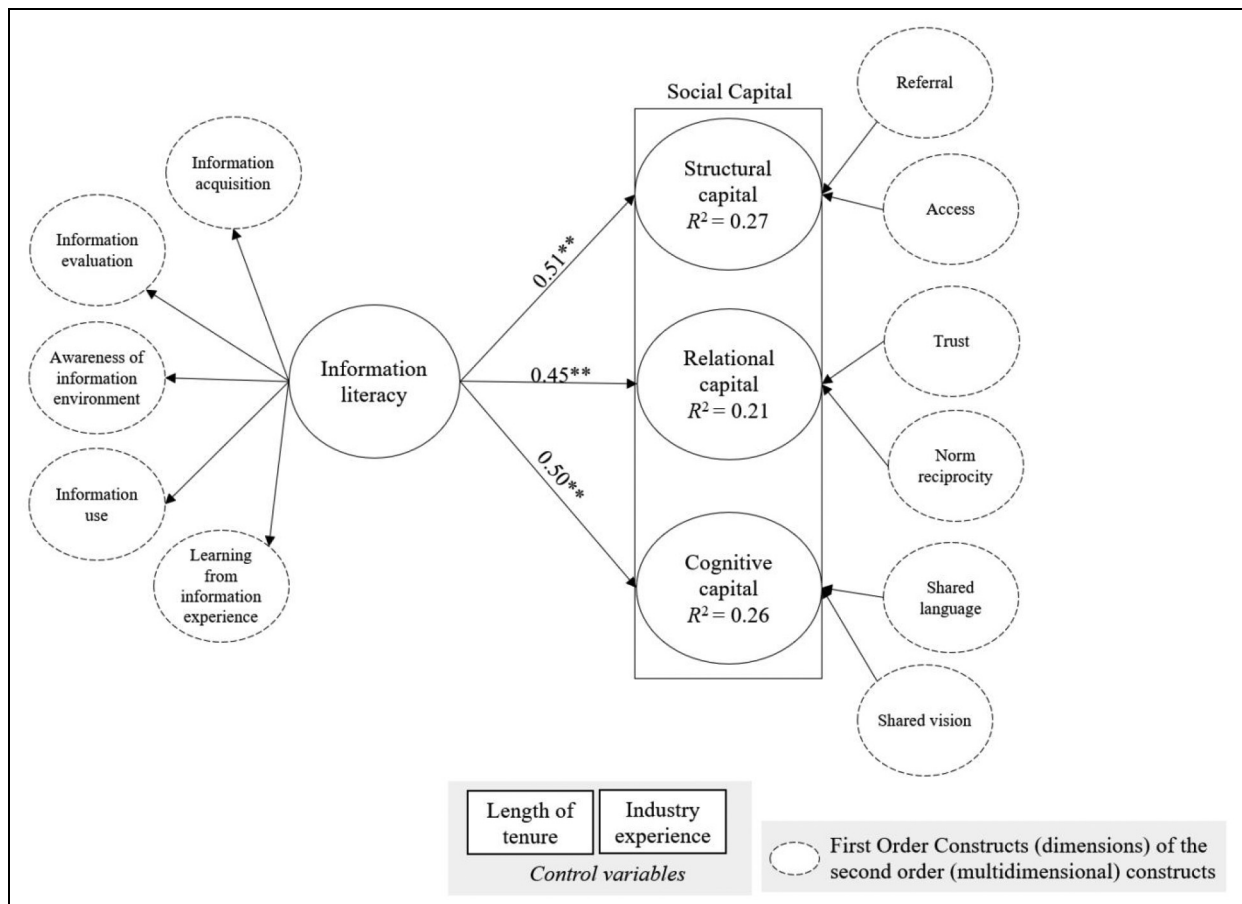 Information
acquisition
Information
evaluation
Awareness of
information
environment
Information
use
Learning
from
information
experience
Information
literacy
0.51**
0.45**
0.50**
Social Capital
Structural
capital
R² = 0.27
Relational
capital
R² = 0.21
Cognitive
capital
R² = 0.26
Referral
Access
Trust
Norm
reciprocity
Shared
language
Shared vision
Length of
tenure
Industry
experience
Control variables
First Order Constructs (dimensions) of the
second order (multidimensional) constructs